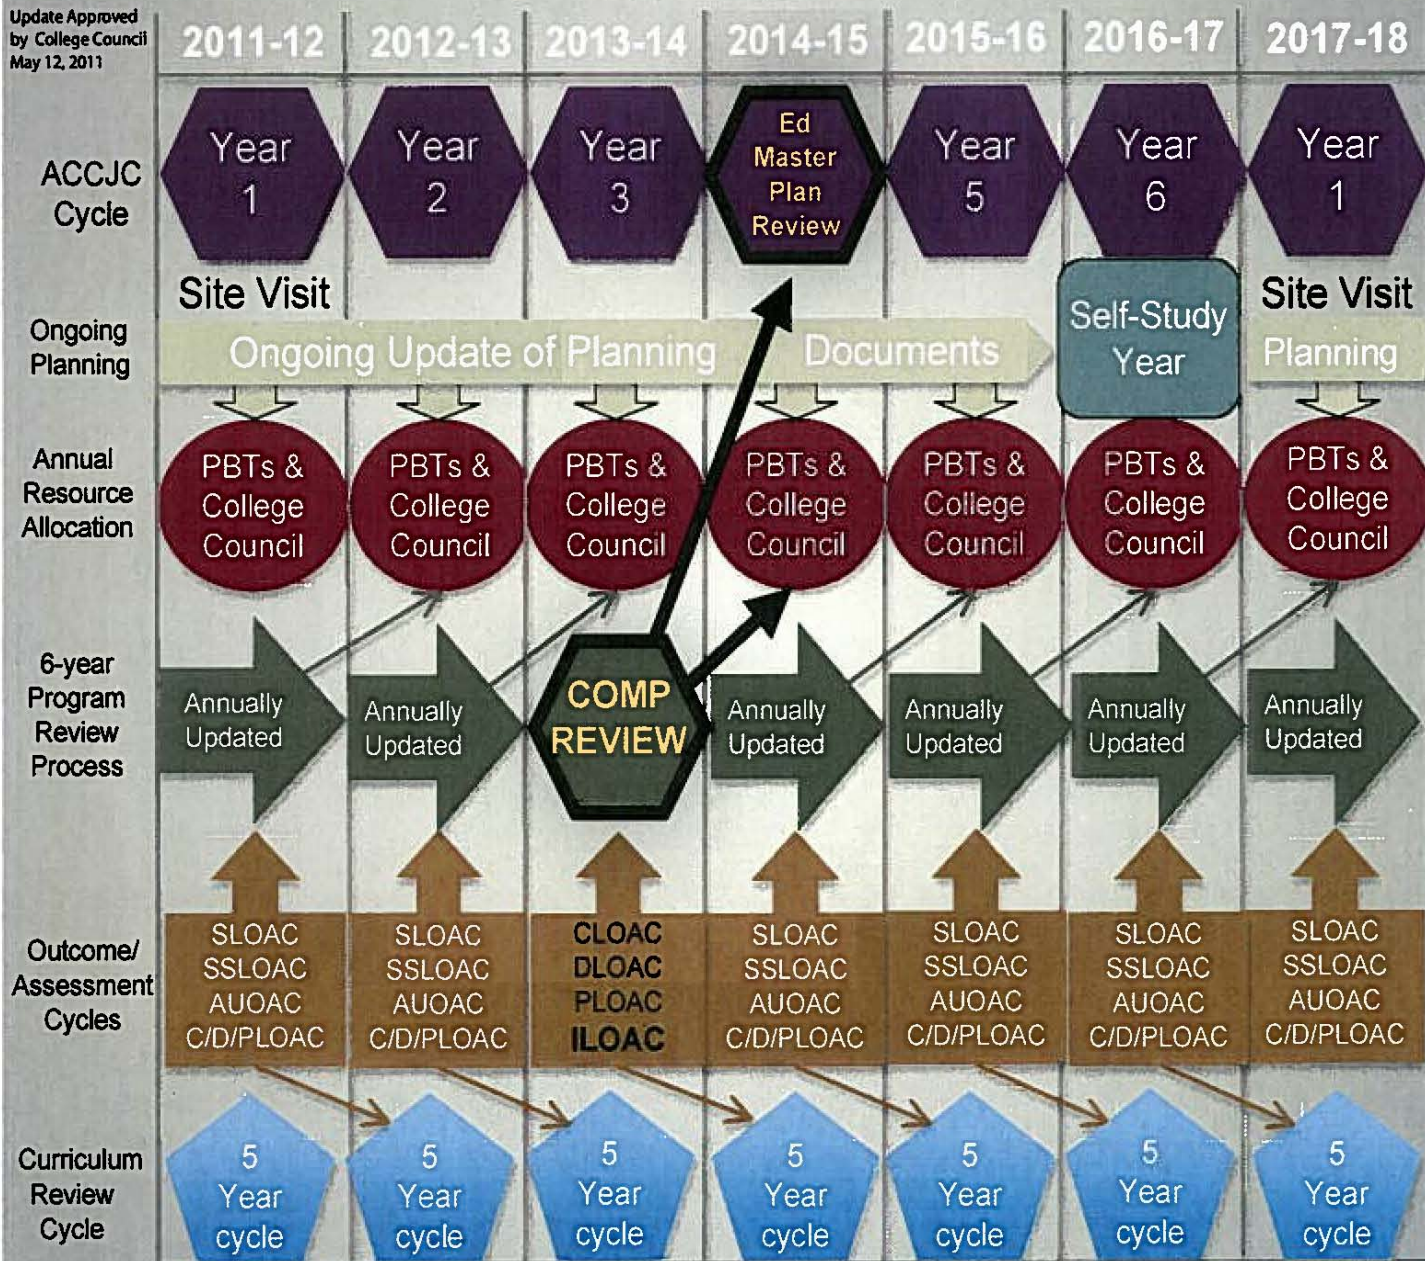 Update Approved
by College Council
May 12, 2011
2011-12 2012-13 2013-14 2014-15 2015-16 2016-17 2017-18
ACCJC
Cycle
Year
1
Year
2
Year
3
Ed
Master
Plan
Review
Year
5
Year
6
Year
1
Site Visit
Site Visit
Ongoing
Planning
Ongoing Update of Planning Documents
Self-Study
Year
Planning
Annual
Resource
Allocation
PBTs &
College
Council
PBTs &
College
Council
PBTs &
College
Council
PBTs &
College
Council
PBTs &
College
Council
PBTs &
College
Council
PBTs &
College
Council
6-year
Program
Review
Process
Annually
Updated
Annually
Updated
COMP
REVIEW
Annually
Updated
Annually
Updated
Annually
Updated
Annually
Updated
Outcome/
Assessment
Cycles
SLOAC
SSLOAC
AUOAC
C/D/PLOAC
SLOAC
SSLOAC
AUOAC
C/D/PLOAC
CLOAC
DLOAC
PLOAC
ILOAC
SLOAC
SSLOAC
AUOAC
C/D/PLOAC
SLOAC
SSLOAC
AUOAC
C/D/PLOAC
SLOAC
SSLOAC
AUOAC
C/D/PLOAC
SLOAC
SSLOAC
AUOAC
C/D/PLOAC
Curriculum
Review
Cycle
5
Year
cycle
5
Year
cycle
5
Year
cycle
5
Year
cycle
5
Year
cycle
5
Year
cycle
5
Year
cycle